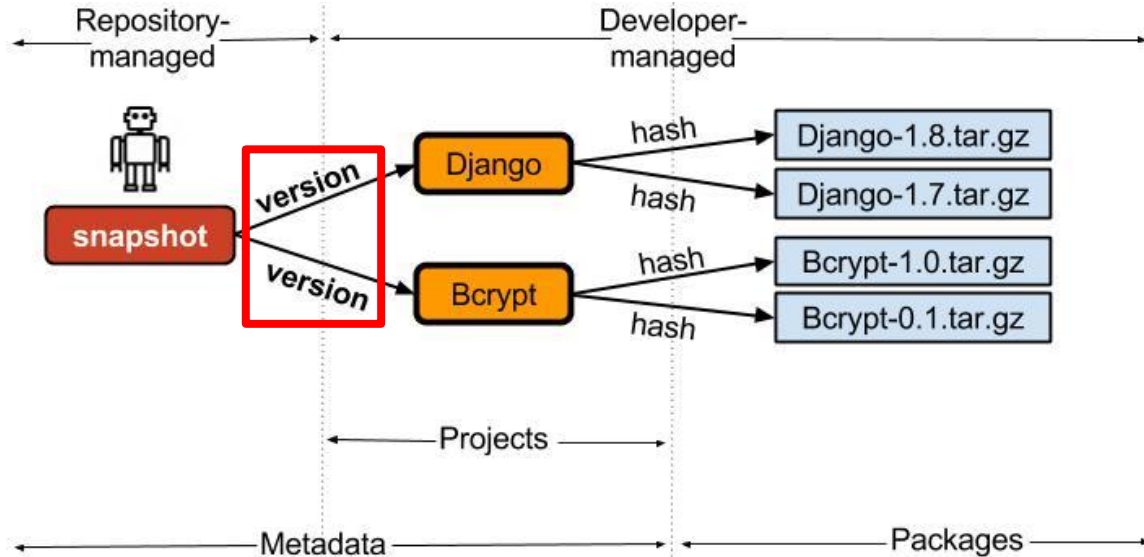 Repository-
managed
Developer-
managed
snapshot
version
version
Django
Bcrypt
hash
hash
hash
hash
Django-1.8.tar.gz
Django-1.7.tar.gz
Bcrypt-1.0.tar.gz
Bcrypt-0.1.tar.gz
Projects
Metadata
Packages